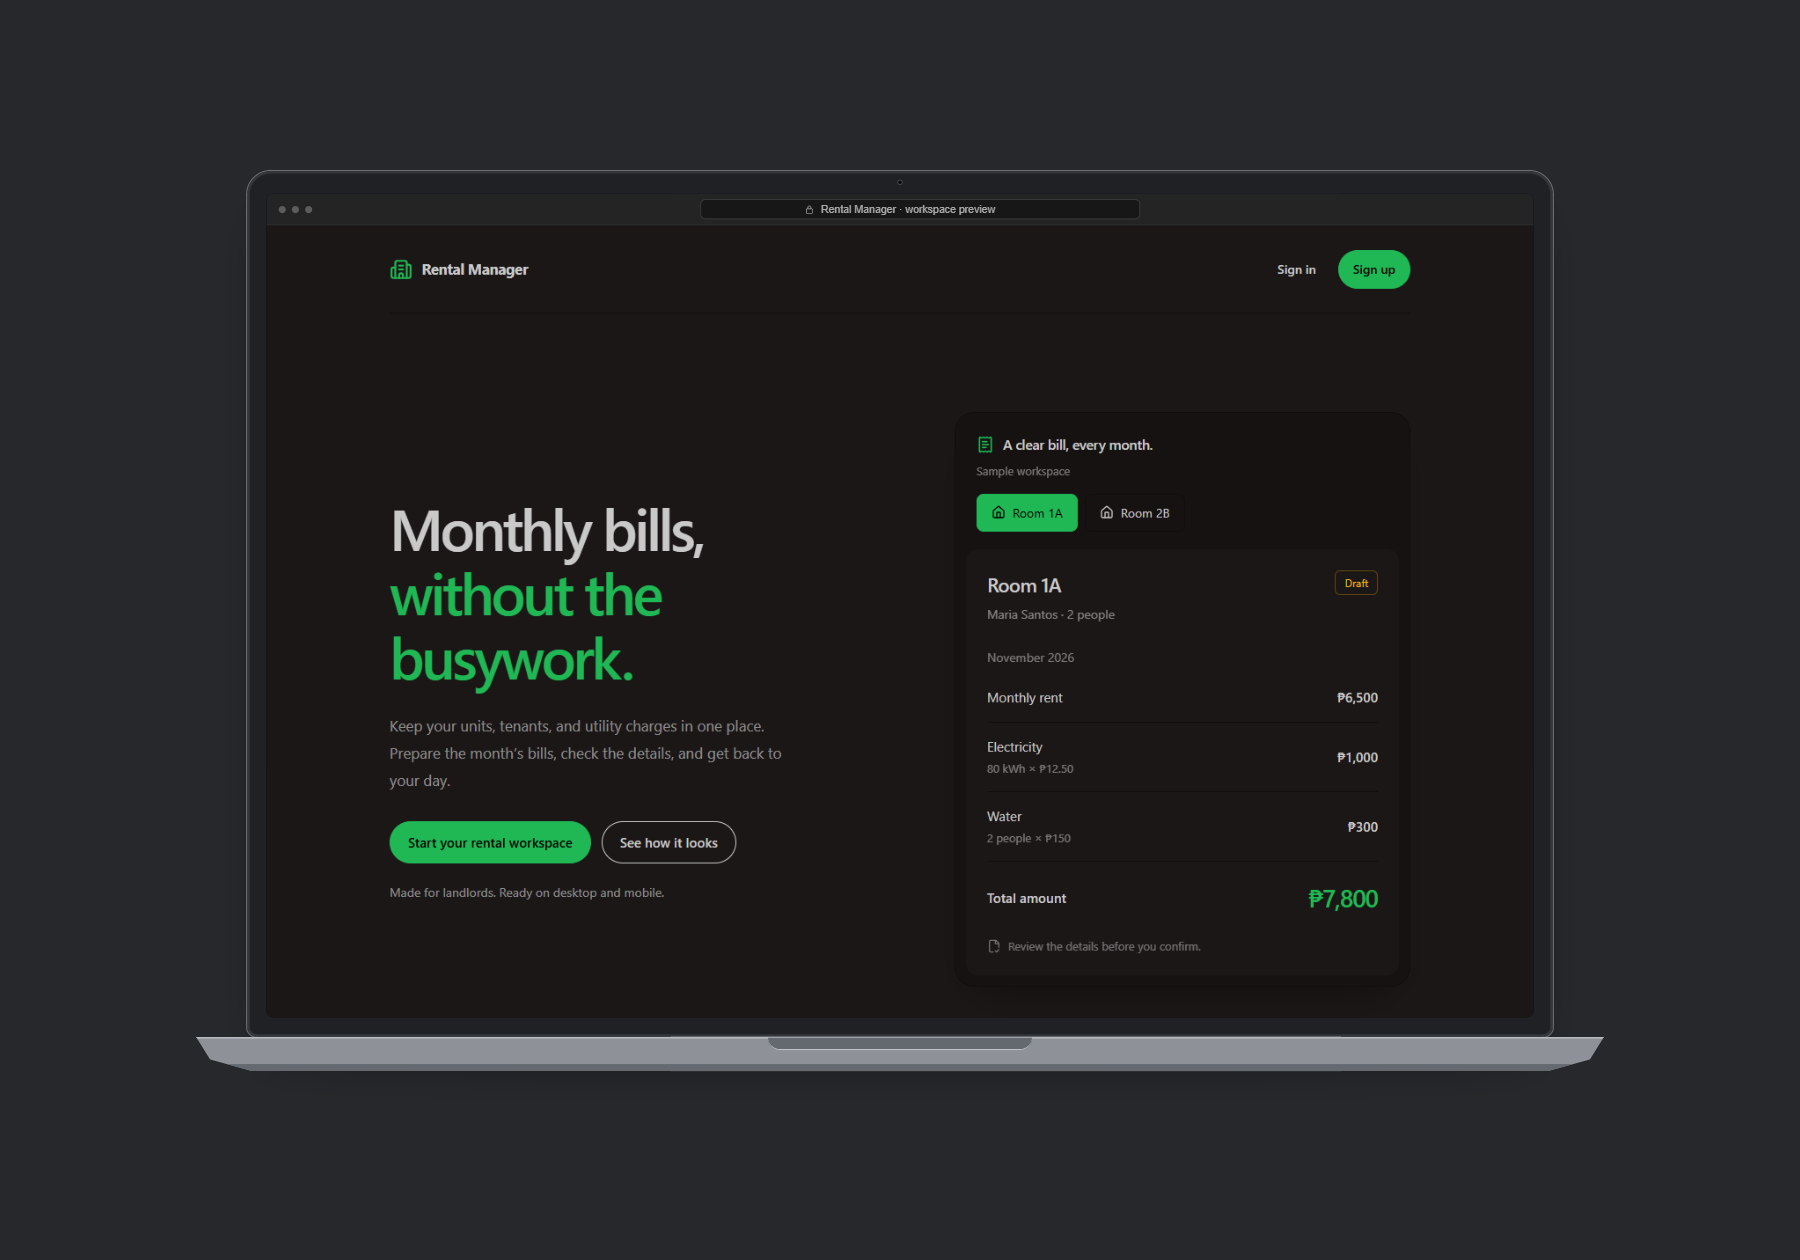 Rental Manager · workspace preview
Rental Manager
Sign in
Sign up
Monthly bills,
without the
busywork.
Keep your units, tenants, and utility charges in one place.
Prepare the month's bills, check the details, and get back to
your day.
Start your rental workspace
See how it looks
Made for landlords. Ready on desktop and mobile.
A clear bill, every month.
Sample workspace
Room 1A
Room 2B
Room 1A
Draft
Maria Santos · 2 people
November 2026
Monthly rent
₱6,500
Electricity
80 kWh × ₱12.50
₱1,000
Water
2 people × ₱150
₱300
Total amount
₱7,800
Review the details before you confirm.